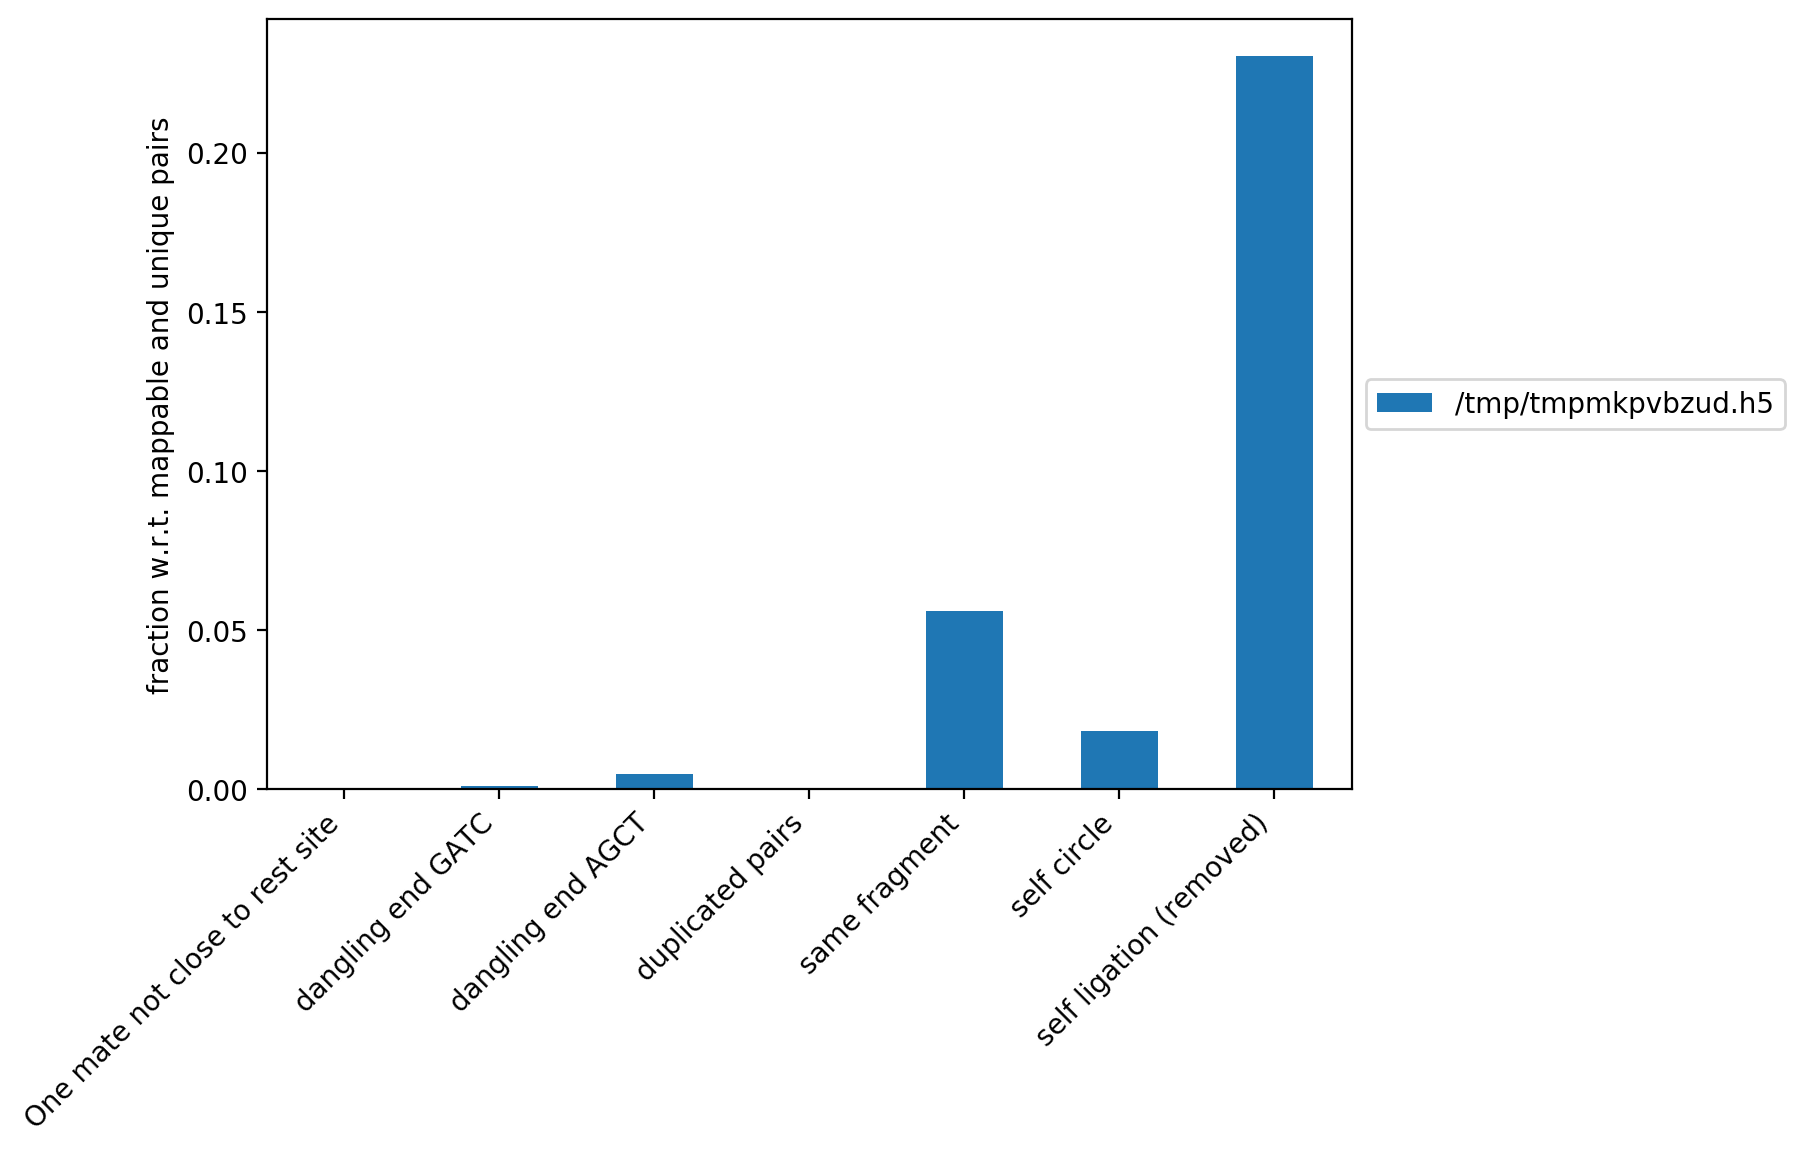 fraction w.r.t. mappable and unique pairs
0.20
0.15
0.10
0.05
0.00
One mate not close to rest site
dangling end GATC
dangling end AGCT
duplicated pairs
same fragment
self circle
self ligation (removed)
/tmp/tmpmkpvbzud.h5